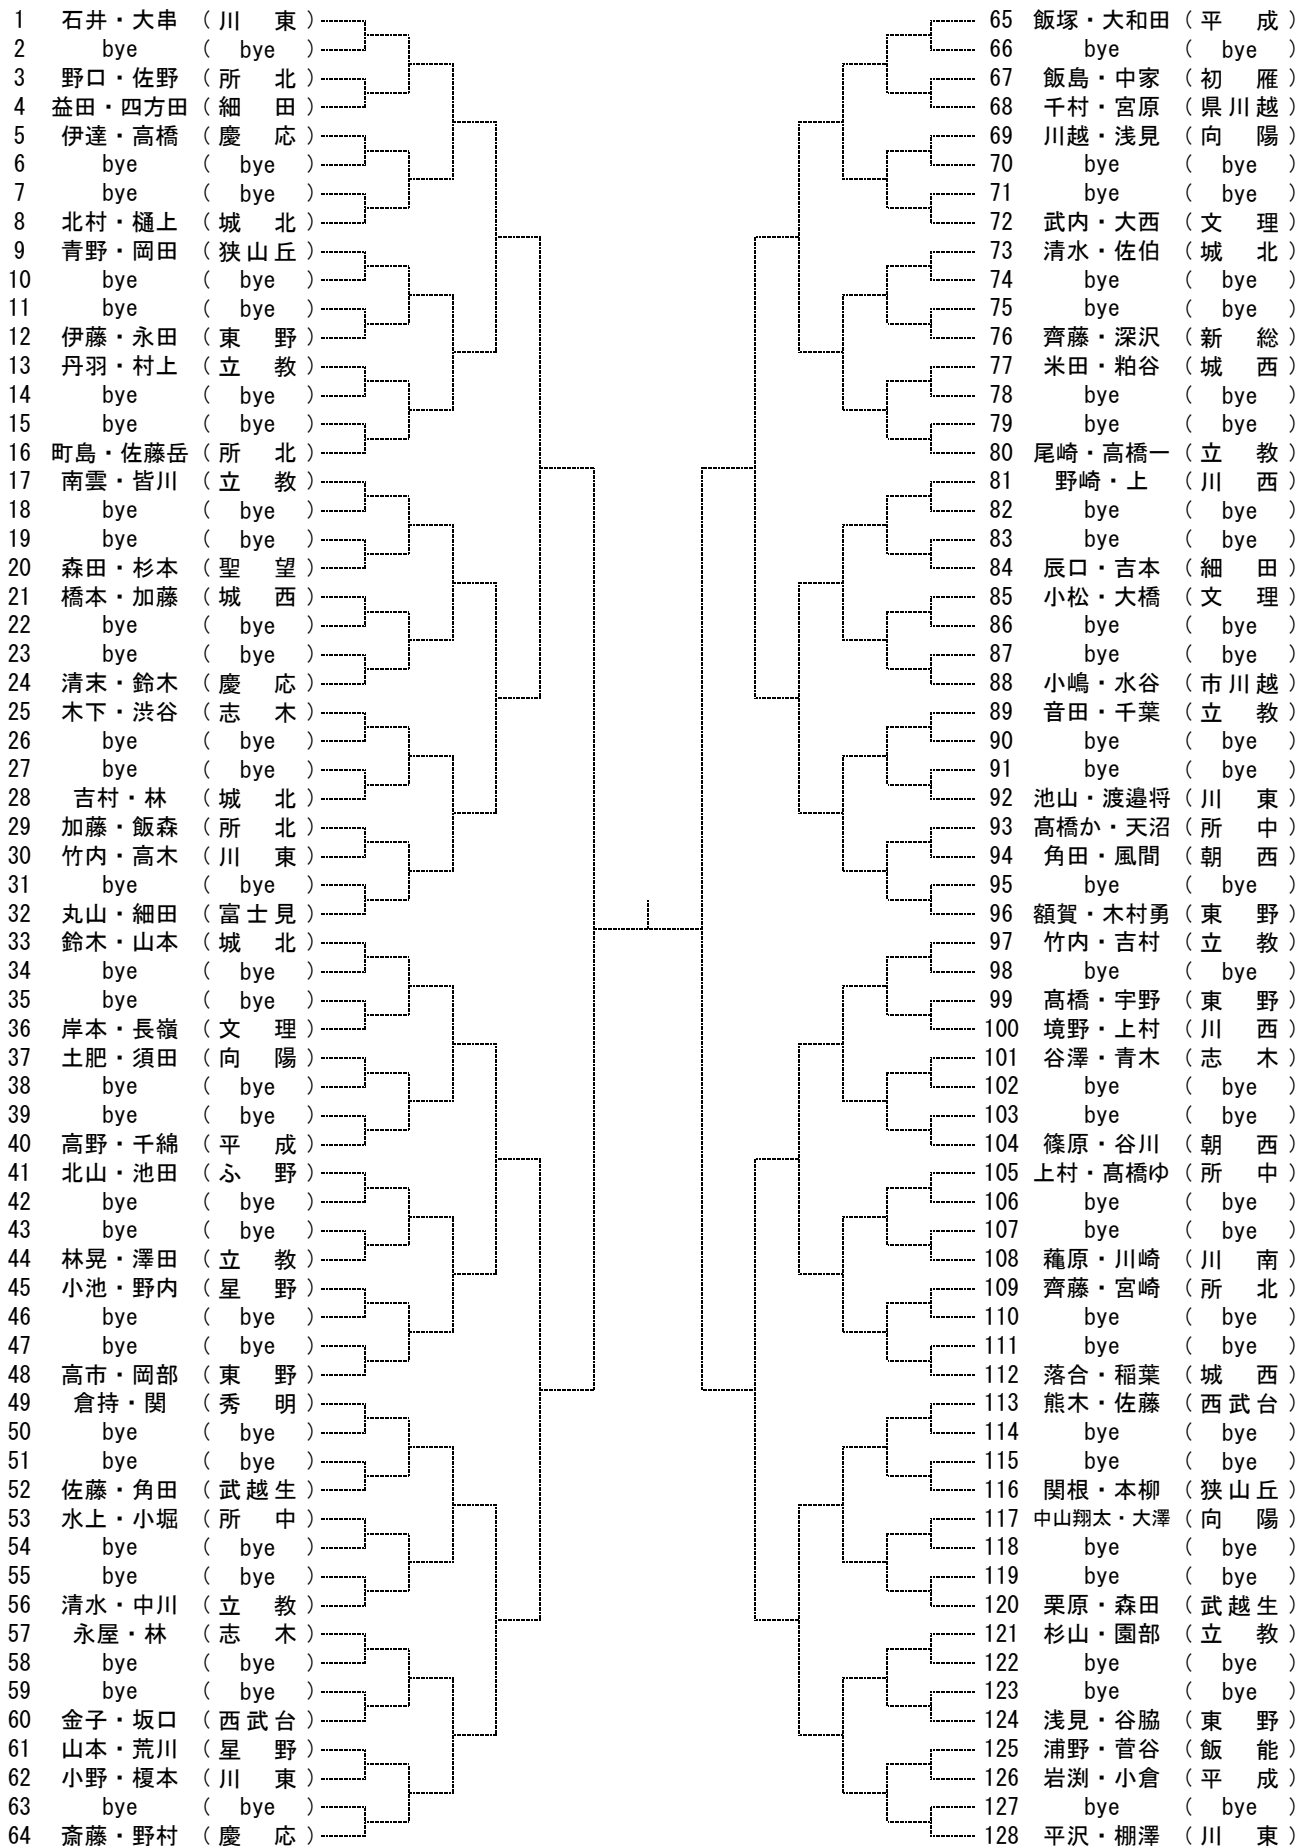 1 石井・大串 (川 東)
2 bye ( bye )
3 野口・佐野 (所 北)
4 益田・四方田 (細 田)
5 伊達・高橋 (慶 応)
6 bye ( bye )
7 bye ( bye )
8 北村・樋上 (城 北)
9 青野・岡田 (狭山丘)
10 bye ( bye )
11 bye ( bye )
12 伊藤・永田 (東 野)
13 丹羽・村上 (立 教)
14 bye ( bye )
15 bye ( bye )
16 町島・佐藤岳 (所 北)
17 南雲・皆川 (立 教)
18 bye ( bye )
19 bye ( bye )
20 森田・杉本 (聖 望)
21 橋本・加藤 (城 西)
22 bye ( bye )
23 bye ( bye )
24 清末・鈴木 (慶 応)
25 木下・渋谷 (志 木)
26 bye ( bye )
27 bye ( bye )
28 吉村・林 (城 北)
29 加藤・飯森 (所 北)
30 竹内・高木 (川 東)
31 bye ( bye )
32 丸山・細田 (富士見)
33 鈴木・山本 (城 北)
34 bye ( bye )
35 bye ( bye )
36 岸本・長嶺 (文 理)
37 土肥・須田 (向 陽)
38 bye ( bye )
39 bye ( bye )
40 高野・千綿 (平 成)
41 北山・池田 (ふ 野)
42 bye ( bye )
43 bye ( bye )
44 林晃・澤田 (立 教)
45 小池・野内 (星 野)
46 bye ( bye )
47 bye ( bye )
48 高市・岡部 (東 野)
49 倉持・関 (秀 明)
50 bye ( bye )
51 bye ( bye )
52 佐藤・角田 (武越生)
53 水上・小堀 (所 中)
54 bye ( bye )
55 bye ( bye )
56 清水・中川 (立 教)
57 永屋・林 (志 木)
58 bye ( bye )
59 bye ( bye )
60 金子・坂口 (西武台)
61 山本・荒川 (星 野)
62 小野・榎本 (川 東)
63 bye ( bye )
64 斎藤・野村 (慶 応)
65 飯塚・大和田 (平 成)
66 bye ( bye )
67 飯島・中家 (初 雁)
68 千村・宮原 (県川越)
69 川越・浅見 (向 陽)
70 bye ( bye )
71 bye ( bye )
72 武内・大西 (文 理)
73 清水・佐伯 (城 北)
74 bye ( bye )
75 bye ( bye )
76 齊藤・深沢 (新 総)
77 米田・粕谷 (城 西)
78 bye ( bye )
79 bye ( bye )
80 尾崎・高橋一 (立 教)
81 野崎・上 (川 西)
82 bye ( bye )
83 bye ( bye )
84 辰口・吉本 (細 田)
85 小松・大橋 (文 理)
86 bye ( bye )
87 bye ( bye )
88 小嶋・水谷 (市川越)
89 音田・千葉 (立 教)
90 bye ( bye )
91 bye ( bye )
92 池山・渡邉将 (川 東)
93 髙橋か・天沼 (所 中)
94 角田・風間 (朝 西)
95 bye ( bye )
96 額賀・木村勇 (東 野)
97 竹内・吉村 (立 教)
98 bye ( bye )
99 髙橋・宇野 (東 野)
100 境野・上村 (川 西)
101 谷澤・青木 (志 木)
102 bye ( bye )
103 bye ( bye )
104 篠原・谷川 (朝 西)
105 上村・髙橋ゆ (所 中)
106 bye ( bye )
107 bye ( bye )
108 蘒原・川崎 (川 南)
109 齊藤・宮崎 (所 北)
110 bye ( bye )
111 bye ( bye )
112 落合・稲葉 (城 西)
113 熊木・佐藤 (西武台)
114 bye ( bye )
115 bye ( bye )
116 関根・本柳 (狭山丘)
117 中山翔太・大澤 (向 陽)
118 bye ( bye )
119 bye ( bye )
120 栗原・森田 (武越生)
121 杉山・園部 (立 教)
122 bye ( bye )
123 bye ( bye )
124 浅見・谷脇 (東 野)
125 浦野・菅谷 (飯 能)
126 岩渕・小倉 (平 成)
127 bye ( bye )
128 平沢・棚澤 (川 東)